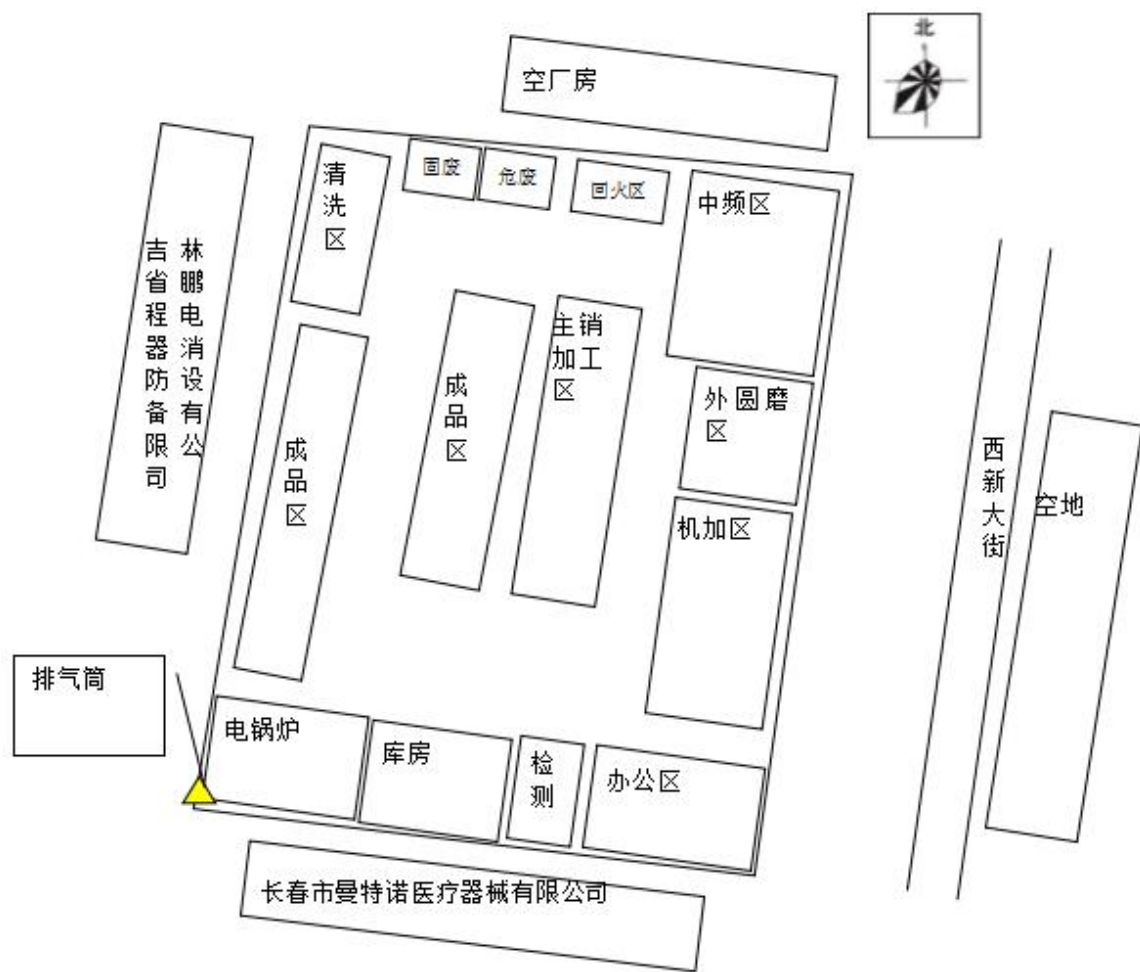 北
空厂房
固废
危废
回火区
清
洗
区
中频区
林鹏电消设有公
吉省程器防备限司
主销
加工
区
成
品
区
外圆磨
区
成
品
区
西
新
大
街
空地
机加区
排气筒
电锅炉
库房
检
测
办公区
长春市曼特诺医疗器械有限公司